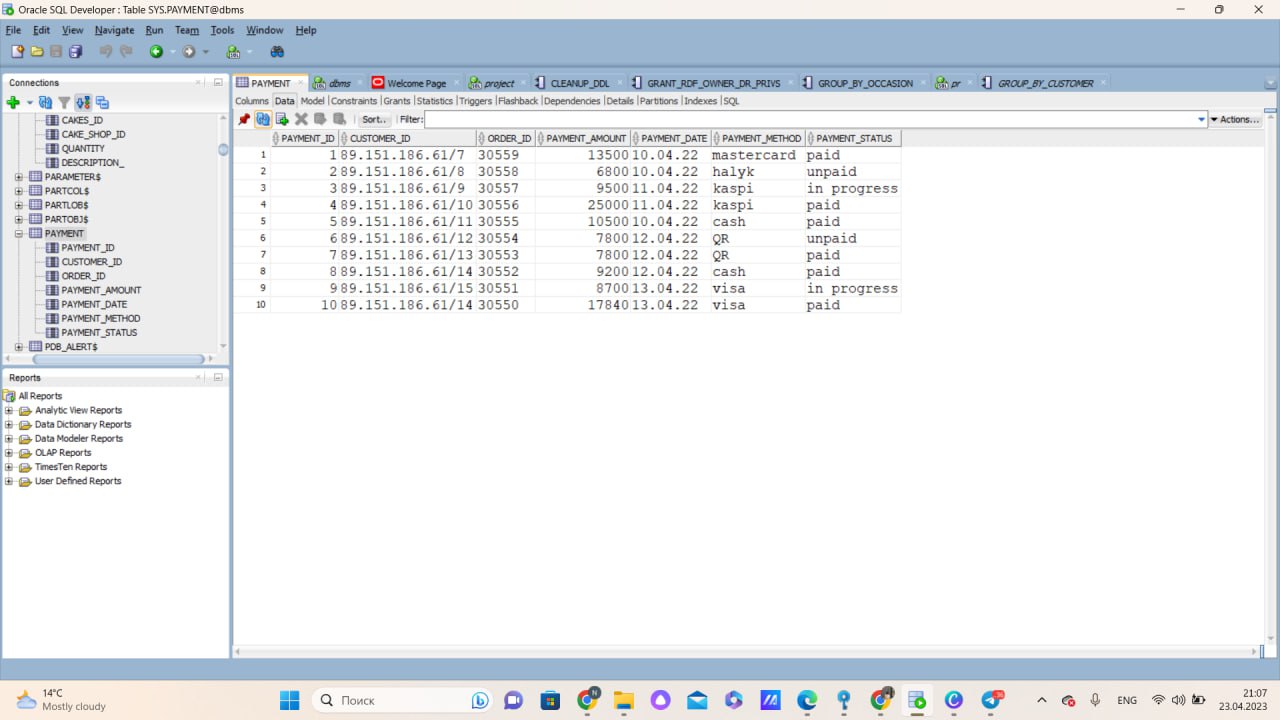 Oracle SQL Developer : Table SYS.PAYMENT@dbms
File Edit View Navigate Run Team Tools Window Help
Connections
CAKES_ID
CAKE_SHOP_ID
QUANTITY
DESCRIPTION_
PARAMETER$
PARTCOL$
PARTLOB$
PARTOBJ$
PAYMENT
PAYMENT_ID
CUSTOMER_ID
ORDER_ID
PAYMENT_AMOUNT
PAYMENT_DATE
PAYMENT_METHOD
PAYMENT_STATUS
PDB_ALERT$
Reports
All Reports
Analytic View Reports
Data Dictionary Reports
Data Modeler Reports
OLAP Reports
TimesTen Reports
User Defined Reports
PAYMENT dbms Welcome Page project CLEANUP_DDL GRANT_RDF_OWNER_DR_PRIVS GROUP_BY_OCCASION pr GROUP_BY_CUSTOMER
Columns Data Model Constraints Grants Statistics Triggers Flashback Dependencies Details Partitions Indexes SQL
Sort.. Filter: Actions...
PAYMENT_ID CUSTOMER_ID ORDER_ID PAYMENT_AMOUNT PAYMENT_DATE PAYMENT_METHOD PAYMENT_STATUS
1 1 89.151.186.61/7 30559 13500 10.04.22 mastercard paid
2 2 89.151.186.61/8 30558 6800 10.04.22 halyk unpaid
3 3 89.151.186.61/9 30557 9500 11.04.22 kaspi in progress
4 4 89.151.186.61/10 30556 25000 11.04.22 kaspi paid
5 5 89.151.186.61/11 30555 10500 10.04.22 cash paid
6 6 89.151.186.61/12 30554 7800 12.04.22 QR unpaid
7 7 89.151.186.61/13 30553 7800 12.04.22 QR paid
8 8 89.151.186.61/14 30552 9200 12.04.22 cash paid
9 9 89.151.186.61/15 30551 8700 13.04.22 visa in progress
10 10 89.151.186.61/14 30550 17840 13.04.22 visa paid
14°C
Mostly cloudy
Поиск
ENG
21:07
23.04.2023